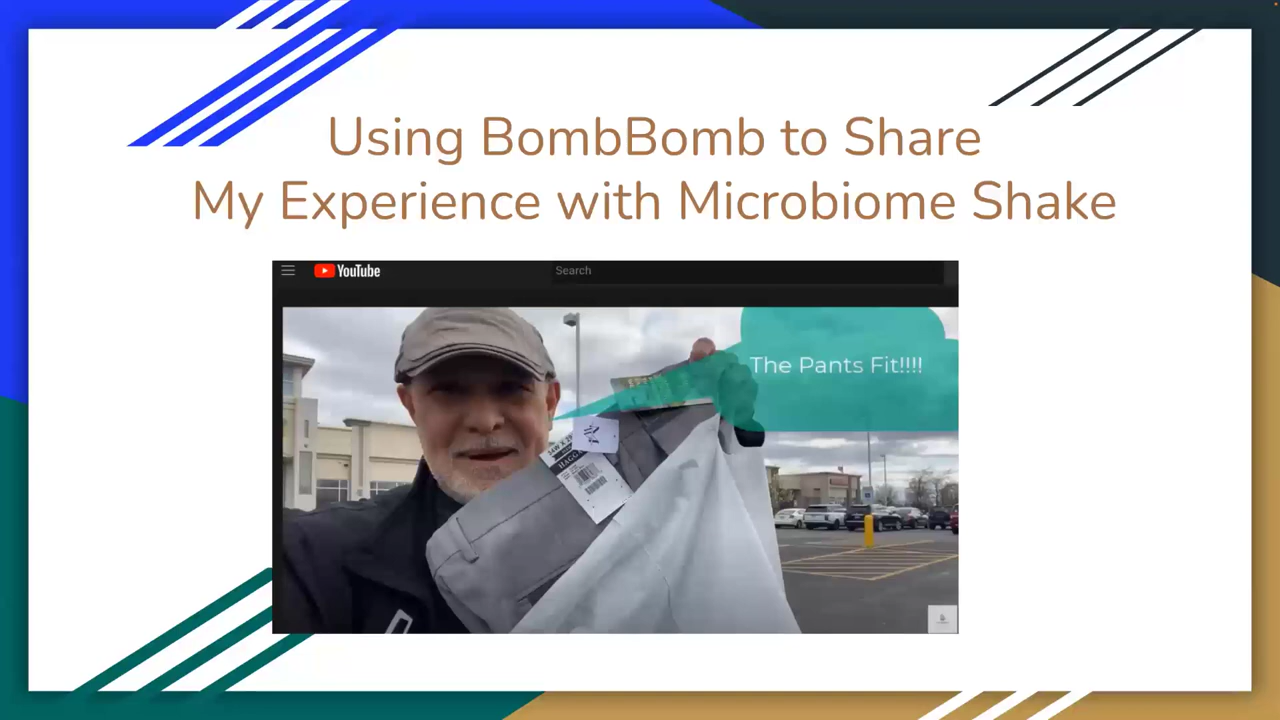 Using BombBomb to Share
My Experience with Microbiome Shake
YouTube
Search
The Pants Fit!!!!
HAGGAR